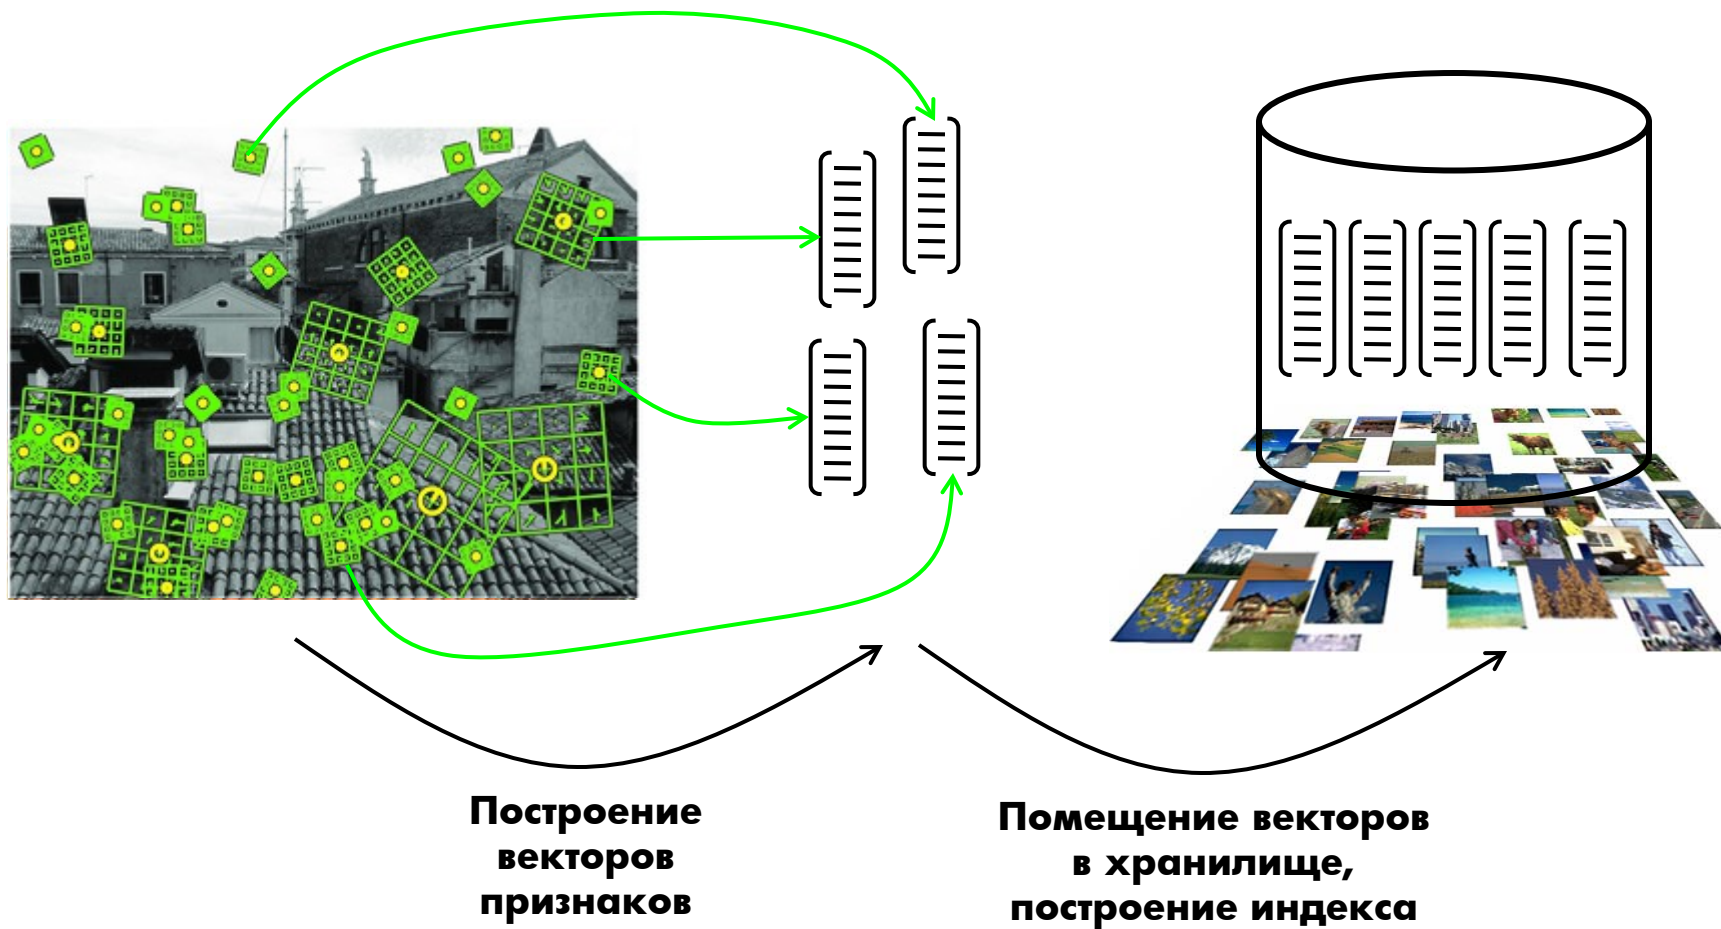 Построение
векторов
признаков
Помещение векторов
в хранилище,
построение индекса